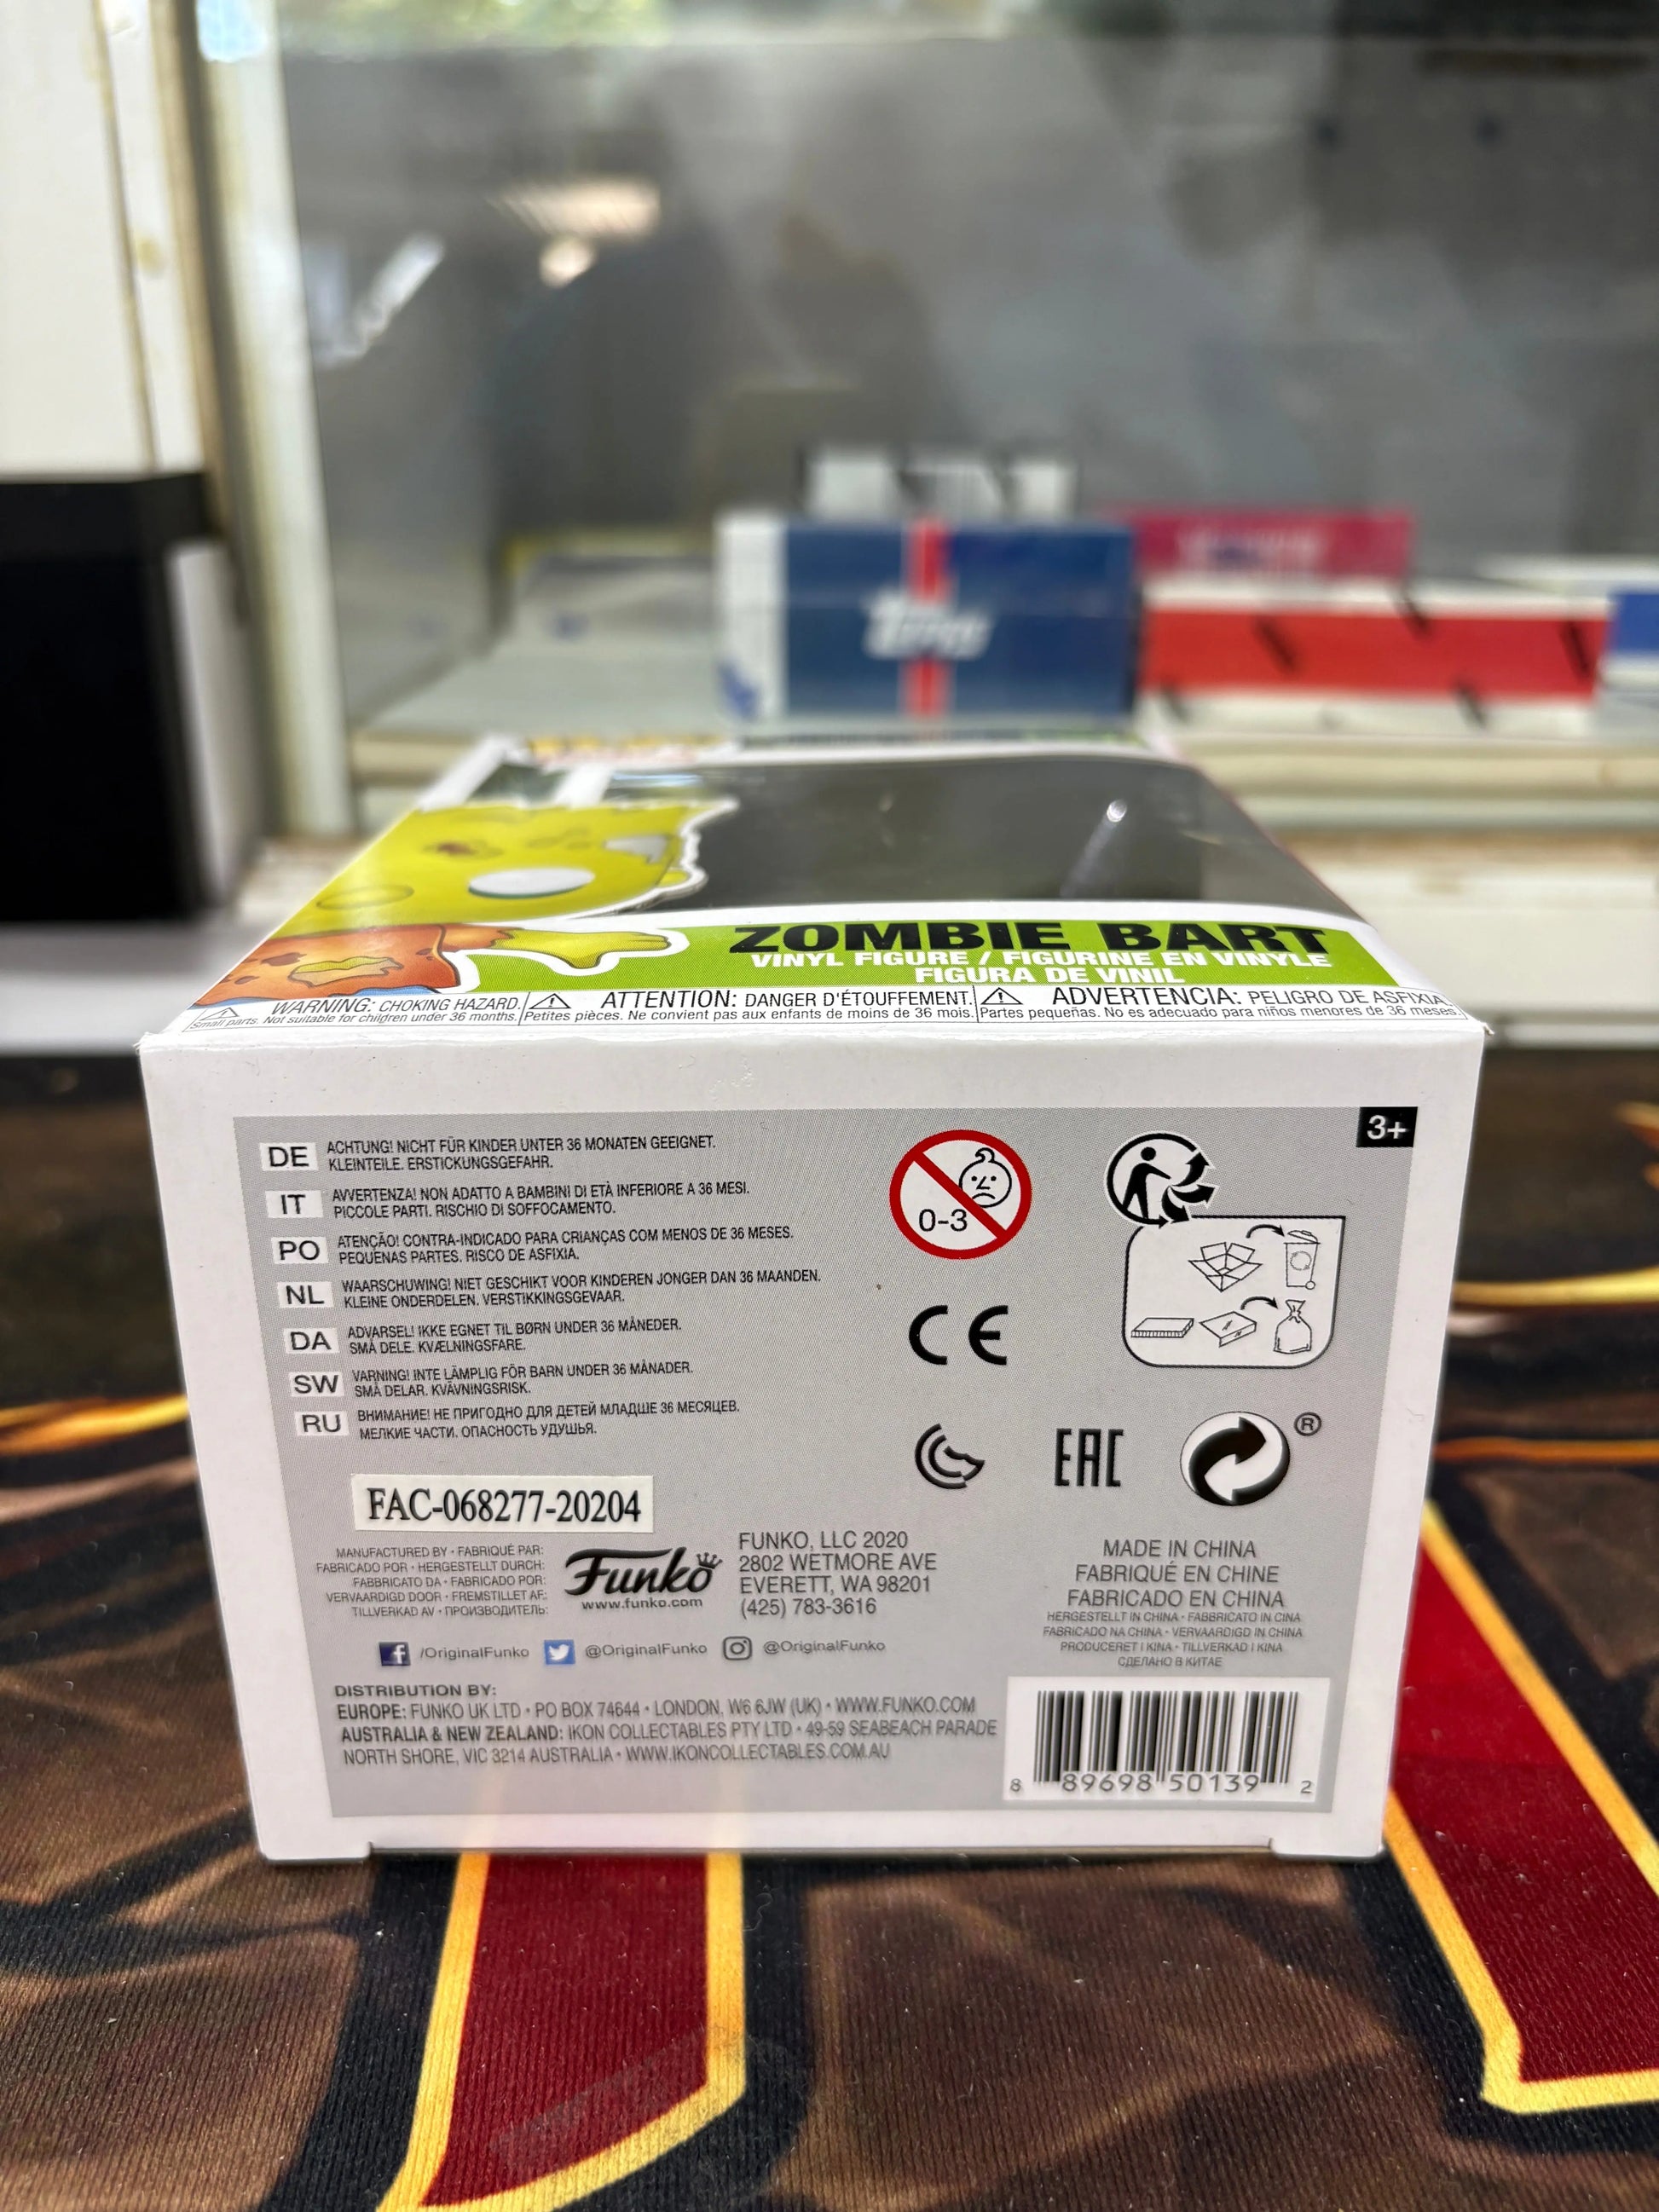 Topps
ZOMBIE BART
VINYL FIGURE / FIGURINE EN VINYLE
FIGURA DE VINIL
WARNING: CHOKING HAZARD.
Small parts. Not suitable for children under 36 months.
ATTENTION: DANGER D'ÉTOUFFEMENT.
Petites pièces. Ne convient pas aux enfants de moins de 36 mois.
ADVERTENCIA: PELIGRO DE ASFIXIA.
Partes pequeñas. No es adecuado para niños menores de 36 meses.
3+
DE ACHTUNG! NICHT FÜR KINDER UNTER 36 MONATEN GEEIGNET.
KLEINTEILE. ERSTICKUNGSGEFAHR.
IT AVVERTENZA! NON ADATTO A BAMBINI DI ETÀ INFERIORE A 36 MESI.
PICCOLE PARTI. RISCHIO DI SOFFOCAMENTO.
PO ATENÇÃO! CONTRA-INDICADO PARA CRIANÇAS COM MENOS DE 36 MESES.
PEQUENAS PARTES. RISCO DE ASFIXIA.
NL WAARSCHUWING! NIET GESCHIKT VOOR KINDEREN JONGER DAN 36 MAANDEN.
KLEINE ONDERDELEN. VERSTIKKINGSGEVAAR.
DA ADVARSEL! IKKE EGNET TIL BØRN UNDER 36 MÅNEDER.
SMÅ DELE. KVÆLNINGSFARE.
SW VARNING! INTE LÄMPLIG FÖR BARN UNDER 36 MÅNADER.
SMÅ DELAR. KVÄVNINGSRISK.
RU ВНИМАНИЕ! НЕ ПРИГОДНО ДЛЯ ДЕТЕЙ МЛАДШЕ 36 МЕСЯЦЕВ.
МЕЛКИЕ ЧАСТИ. ОПАСНОСТЬ УДУШЬЯ.
0-3
CE
EAC
®
FAC-068277-20204
MANUFACTURED BY • FABRIQUÉ PAR:
FABRICADO POR • HERGESTELLT DURCH:
FABBRICATO DA • FABRICADO POR:
VERVAARDIGD DOOR • FREMSTILLET AF:
TILLVERKAD AV • ПРОИЗВОДИТЕЛЬ:
Funko
www.funko.com
FUNKO, LLC 2020
2802 WETMORE AVE
EVERETT, WA 98201
(425) 783-3616
MADE IN CHINA
FABRIQUÉ EN CHINE
FABRICADO EN CHINA
HERGESTELLT IN CHINA • FABBRICATO IN CINA
FABRICADO NA CHINA • VERVAARDIGD IN CHINA
PRODUCERET I KINA • TILLVERKAD I KINA
СДЕЛАНО В КИТАЕ
/OriginalFunko @OriginalFunko @OriginalFunko
DISTRIBUTION BY:
EUROPE: FUNKO UK LTD • PO BOX 74644 • LONDON, W6 6JW (UK) • WWW.FUNKO.COM
AUSTRALIA & NEW ZEALAND: IKON COLLECTABLES PTY LTD • 49-59 SEABEACH PARADE
NORTH SHORE, VIC 3214 AUSTRALIA • WWW.IKONCOLLECTABLES.COM.AU
8 89698 50139 2